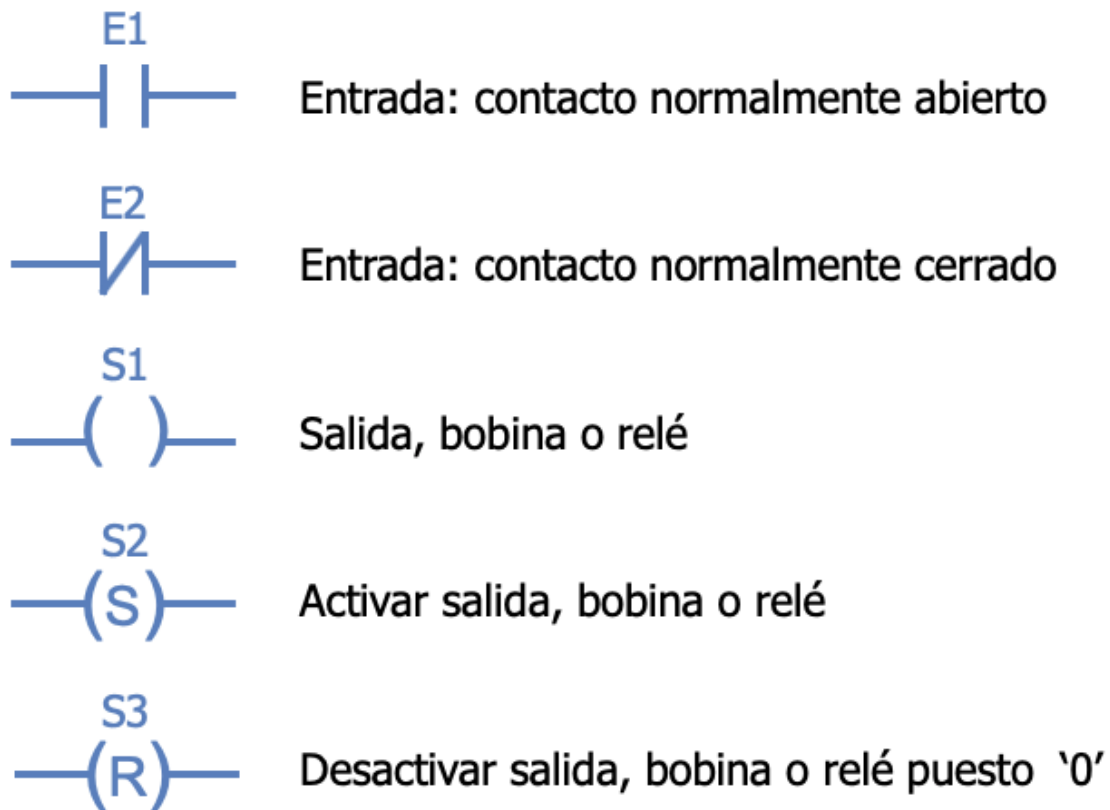 E1
Entrada: contacto normalmente abierto
E2
Entrada: contacto normalmente cerrado
S1
Salida, bobina o relé
S2
(S)
Activar salida, bobina o relé
S3
(R)
Desactivar salida, bobina o relé puesto ‘0’